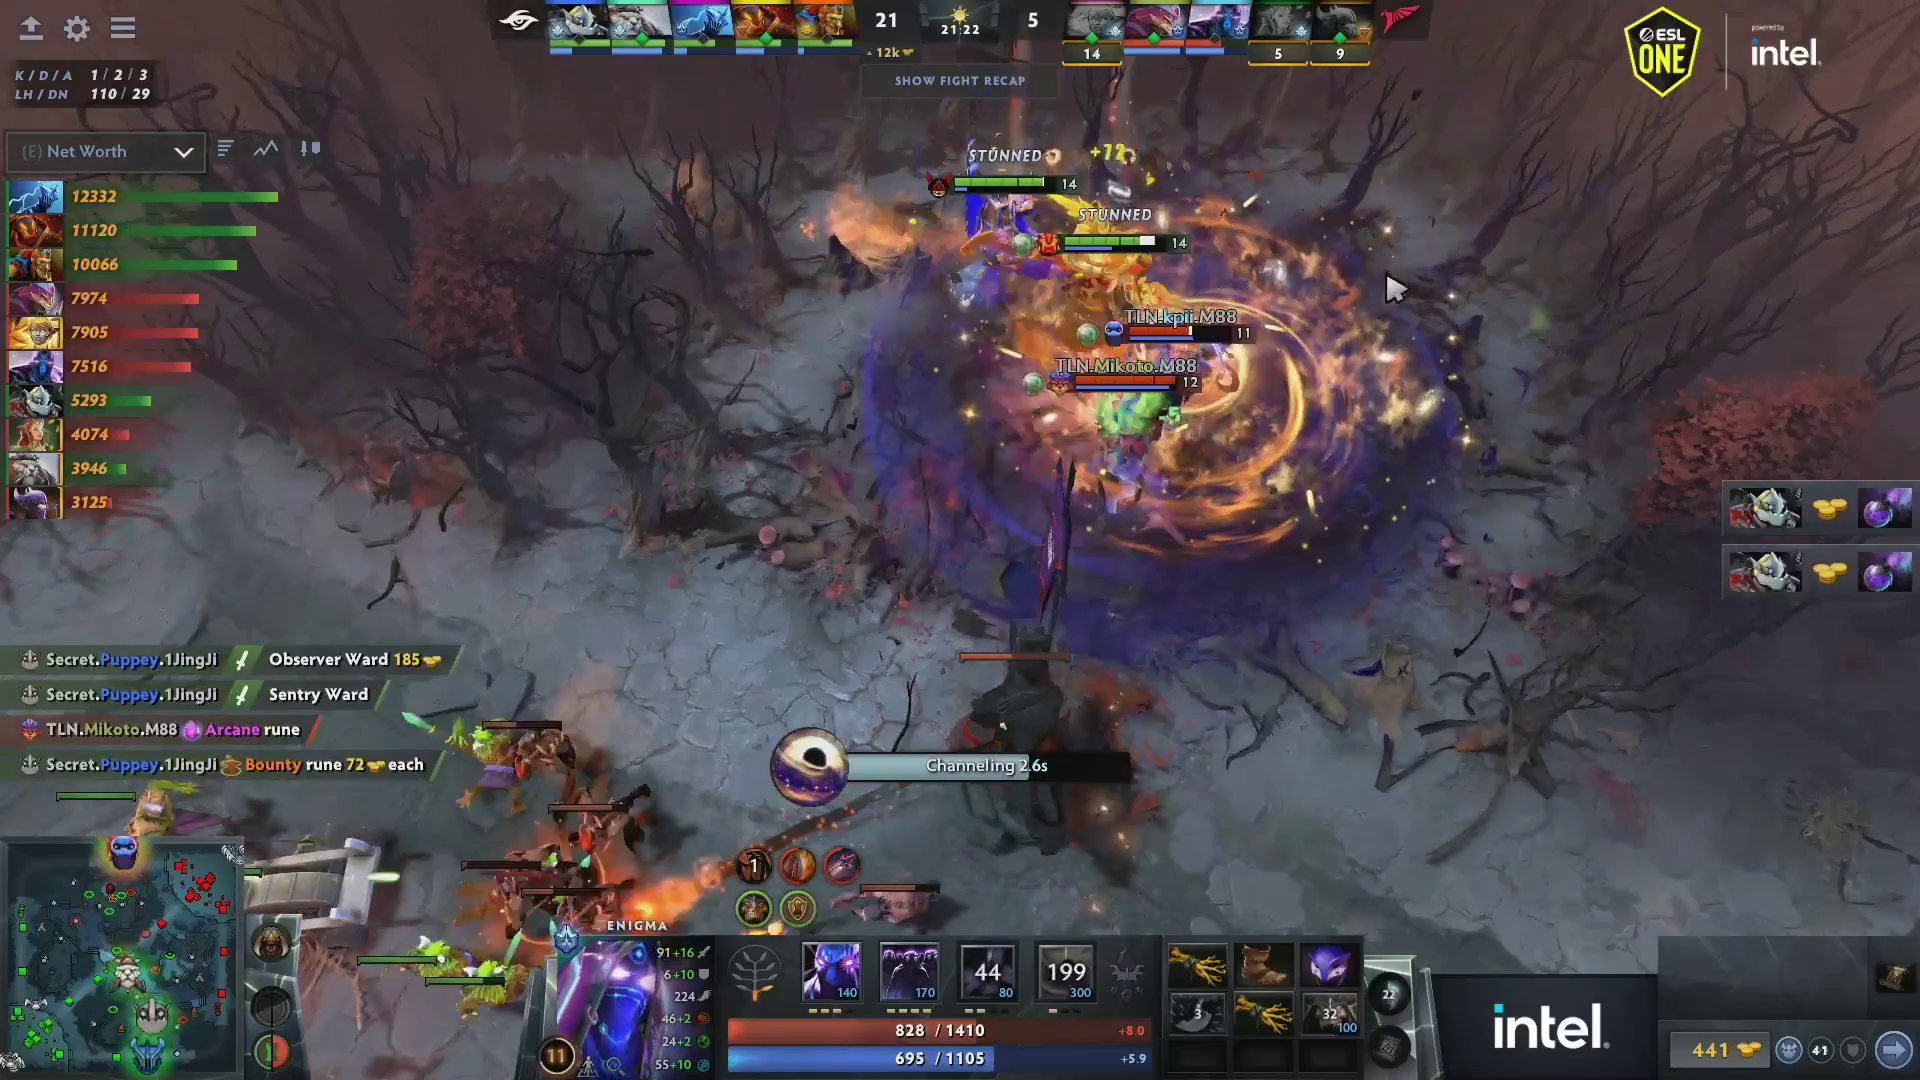 21
21:22
5
12k
14
5
9
SHOW FIGHT RECAP
ESL
ONE
powered by
intel.
K / D / A 1 / 2 / 3
LH / DN 110 / 29
(E) Net Worth
12332
11120
10066
7974
7905
7516
5293
4074
3946
3125
STUNNED
+72
14
STUNNED
14
TLN.kpii.M88
11
TLN.Mikoto.M88
12
Secret.Puppey.1JingJi Observer Ward 185
Secret.Puppey.1JingJi Sentry Ward
TLN.Mikoto.M88 Arcane rune
Secret.Puppey.1JingJi Bounty rune 72 each
Channeling 2.6s
1
ENIGMA
91+16
6+10
224
46+2
24+2
55+10
11
140
170
44
80
199
300
828 / 1410
+8.0
695 / 1105
+5.9
3
32
100
22
intel.
441
41